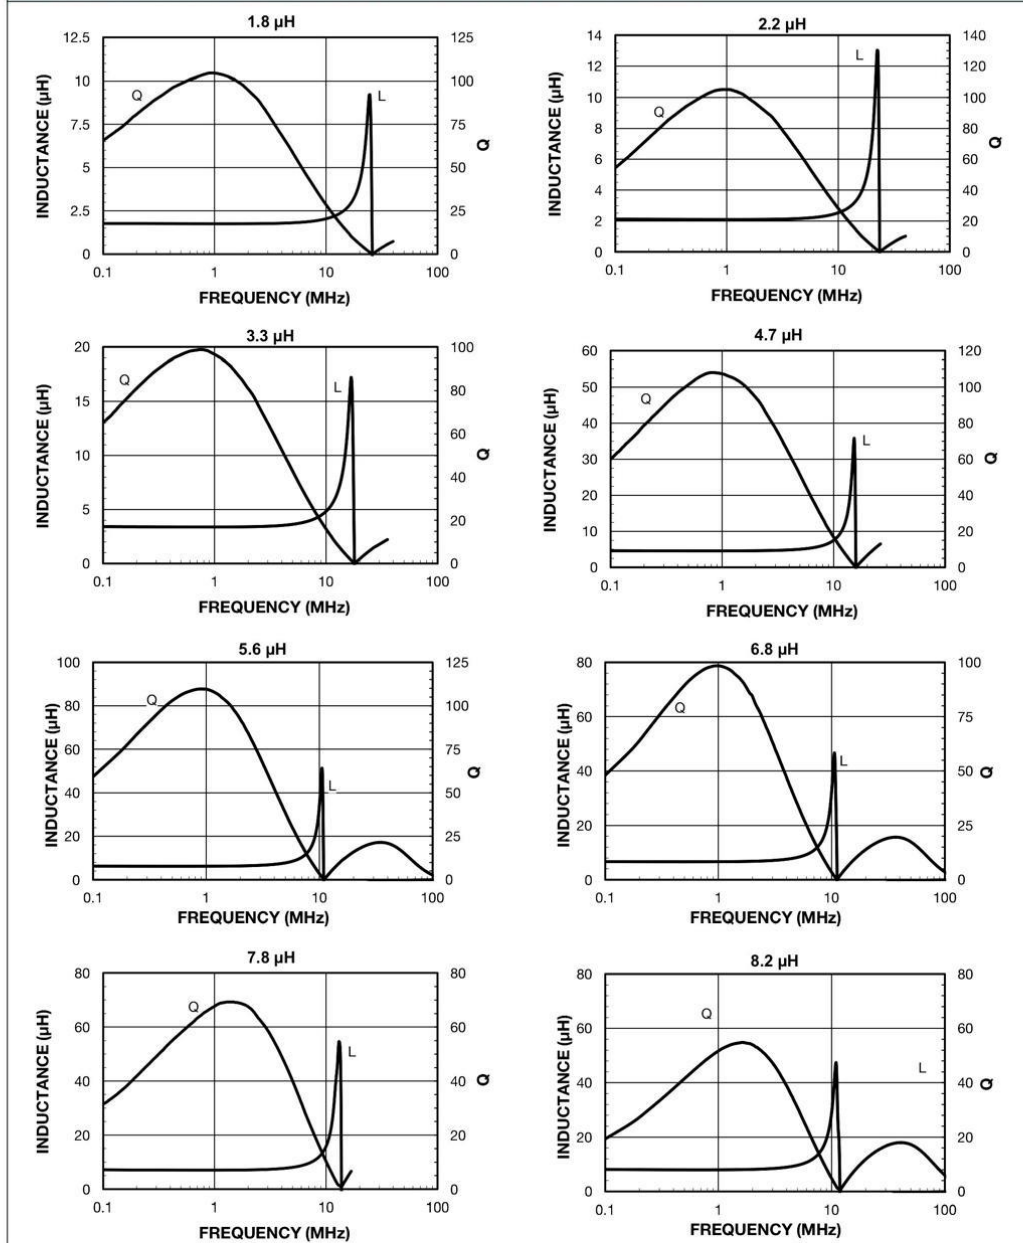 1.8 µH
12.5
10
7.5
5
2.5
0
INDUCTANCE (µH)
Q
L
125
100
75
50
25
0
Q
0.1 1 10 100
FREQUENCY (MHz)
2.2 µH
14
12
10
8
6
4
2
0
INDUCTANCE (µH)
Q
L
140
120
100
80
60
40
20
0
Q
0.1 1 10 100
FREQUENCY (MHz)
3.3 µH
20
15
10
5
0
INDUCTANCE (µH)
Q
L
100
80
60
40
20
0
Q
0.1 1 10 100
FREQUENCY (MHz)
4.7 µH
60
50
40
30
20
10
0
INDUCTANCE (µH)
Q
L
120
100
80
60
40
20
0
Q
0.1 1 10 100
FREQUENCY (MHz)
5.6 µH
100
80
60
40
20
0
INDUCTANCE (µH)
Q
L
125
100
75
50
25
0
Q
0.1 1 10 100
FREQUENCY (MHz)
6.8 µH
80
60
40
20
0
INDUCTANCE (µH)
Q
L
100
75
50
25
0
Q
0.1 1 10 100
FREQUENCY (MHz)
7.8 µH
80
60
40
20
0
INDUCTANCE (µH)
Q
L
80
60
40
20
0
Q
0.1 1 10 100
FREQUENCY (MHz)
8.2 µH
80
60
40
20
0
INDUCTANCE (µH)
Q
L
80
60
40
20
0
Q
0.1 1 10 100
FREQUENCY (MHz)